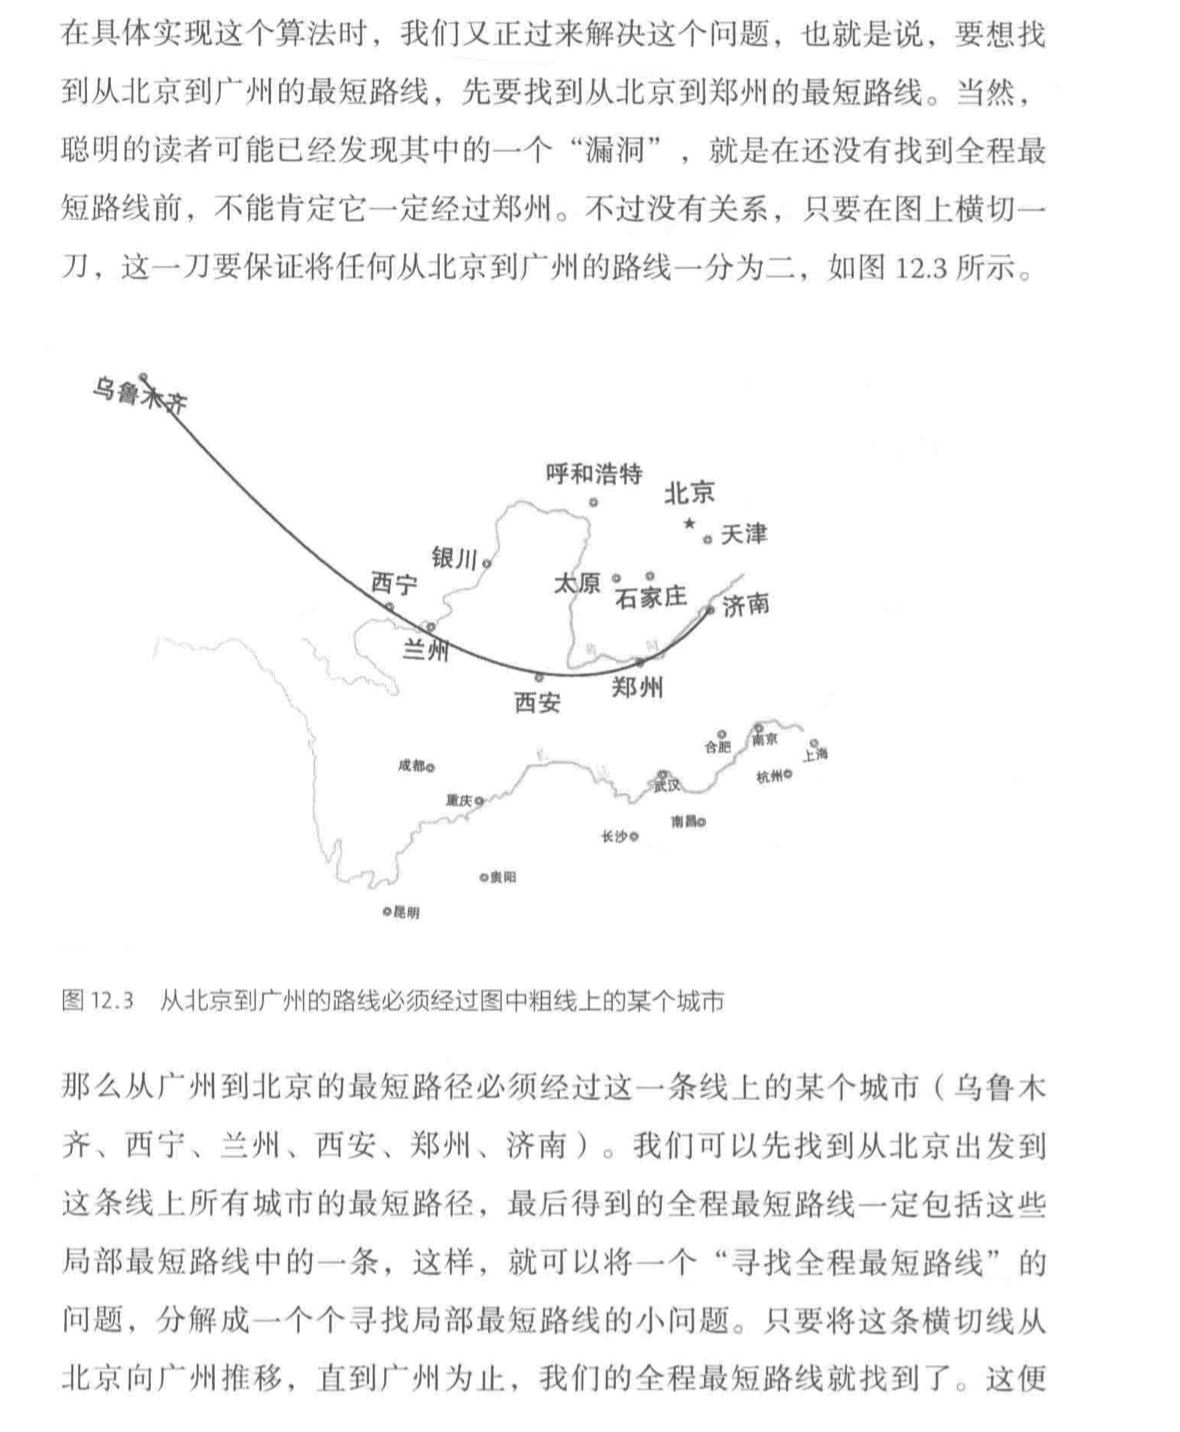 在具体实现这个算法时，我们又正过来解决这个问题，也就是说，要想找
到从北京到广州的最短路线，先要找到从北京到郑州的最短路线。当然，
聪明的读者可能已经发现其中的一个“漏洞”，就是在还没有找到全程最
短路线前，不能肯定它一定经过郑州。不过没有关系，只要在图上横切一
刀，这一刀要保证将任何从北京到广州的路线一分为二，如图 12.3 所示。
乌鲁木齐
呼和浩特
北京
天津
银川
西宁
太原
石家庄
济南
兰州
黄
河
西安
郑州
合肥
南京
上海
成都
武汉
杭州
重庆
长沙
南昌
贵阳
昆明
图 12.3 从北京到广州的路线必须经过图中粗线上的某个城市
那么从广州到北京的最短路径必须经过这一条线上的某个城市（乌鲁木
齐、西宁、兰州、西安、郑州、济南）。我们可以先找到从北京出发到
这条线上所有城市的最短路径，最后得到的全程最短路线一定包括这些
局部最短路线中的一条，这样，就可以将一个“寻找全程最短路线”的
问题，分解成一个个寻找局部最短路线的小问题。只要将这条横切线从
北京向广州推移，直到广州为止，我们的全程最短路线就找到了。这便